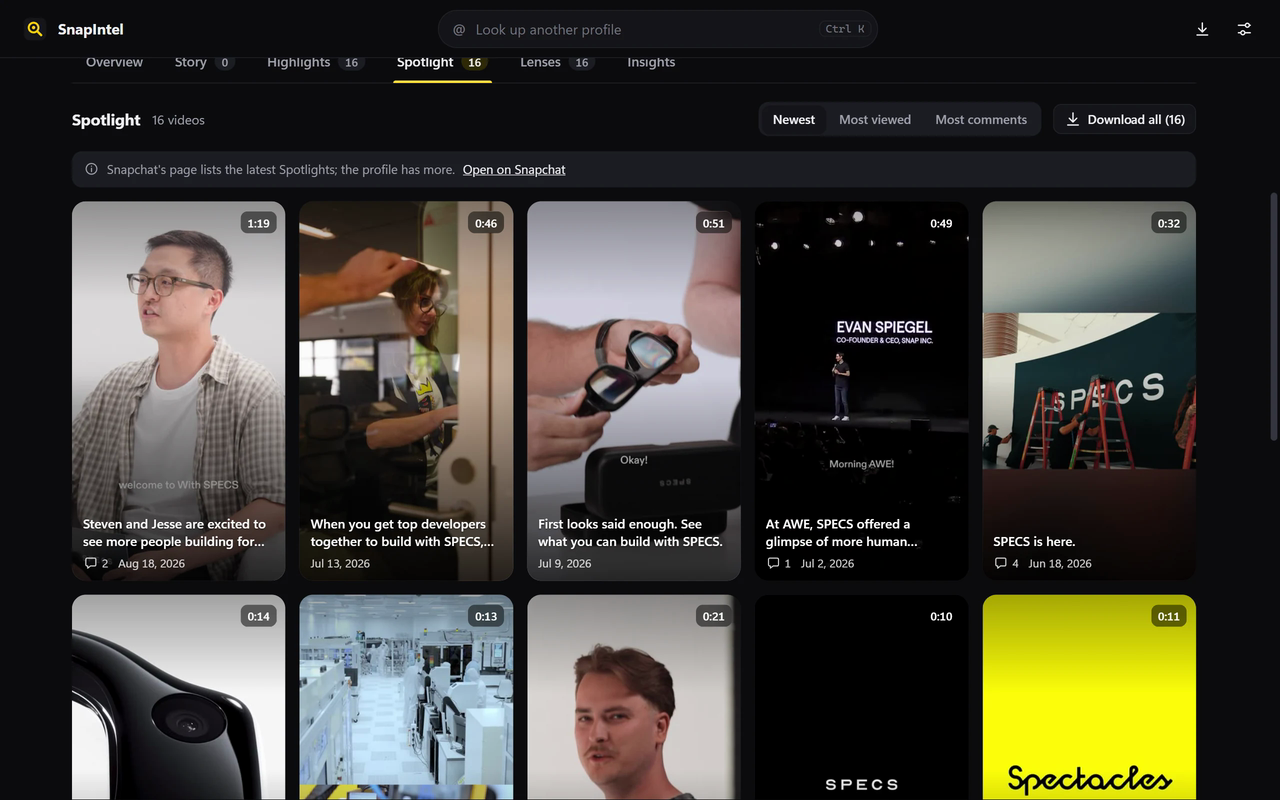 SnapIntel
@ Look up another profile
Ctrl K
Overview
Story 0
Highlights 16
Spotlight 16
Lenses 16
Insights
Spotlight 16 videos
Newest
Most viewed
Most comments
Download all (16)
Snapchat's page lists the latest Spotlights; the profile has more. Open on Snapchat
1:19
welcome to With SPECS
Steven and Jesse are excited to
see more people building for...
2 Aug 18, 2026
0:46
When you get top developers
together to build with SPECS,...
Jul 13, 2026
0:51
Okay!
SPECS
First looks said enough. See
what you can build with SPECS.
Jul 9, 2026
0:49
EVAN SPIEGEL
CO-FOUNDER & CEO, SNAP INC.
Morning AWE!
At AWE, SPECS offered a
glimpse of more human...
1 Jul 2, 2026
0:32
SPECS
SPECS is here.
4 Jun 18, 2026
0:14
0:13
0:21
0:10
SPECS
0:11
Spectacles